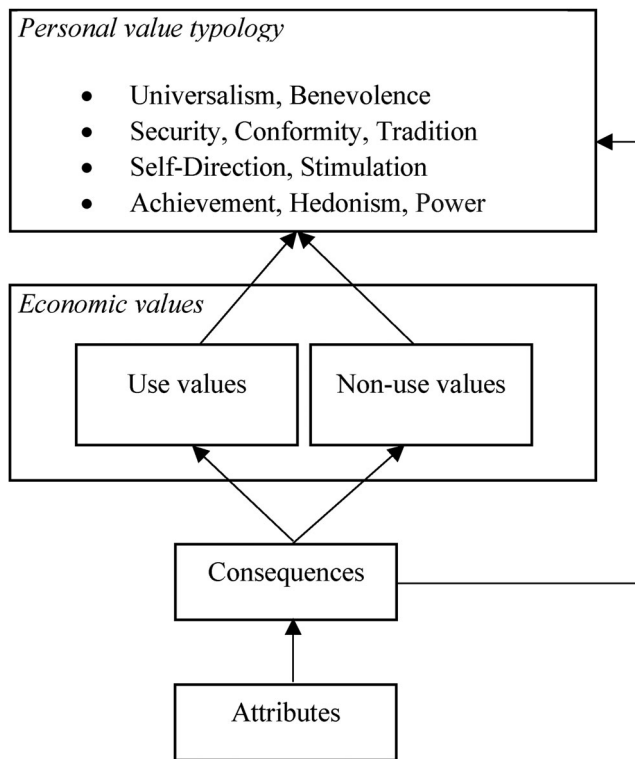 Personal value typology
• Universalism, Benevolence
• Security, Conformity, Tradition
• Self-Direction, Stimulation
• Achievement, Hedonism, Power
Economic values
Use values
Non-use values
Consequences
Attributes